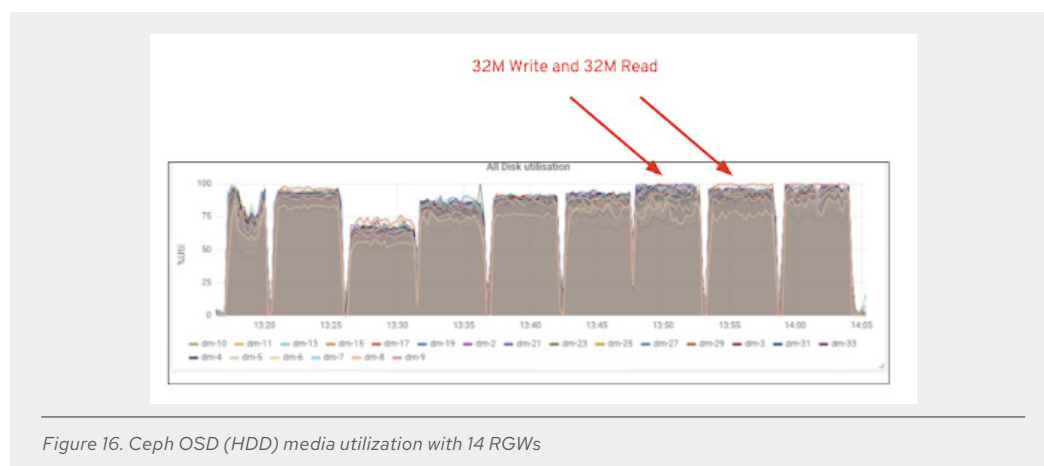 32M Write and 32M Read
All Disk utilisation
100
75
50
25
0
%Util
13:20 13:25 13:30 13:35 13:40 13:45 13:50 13:55 14:00 14:05
dm-10 dm-11 dm-13 dm-15 dm-17 dm-19 dm-2 dm-21 dm-23 dm-25 dm-27 dm-29 dm-3 dm-31 dm-33
dm-4 dm-5 dm-6 dm-7 dm-8 dm-9
Figure 16. Ceph OSD (HDD) media utilization with 14 RGWs